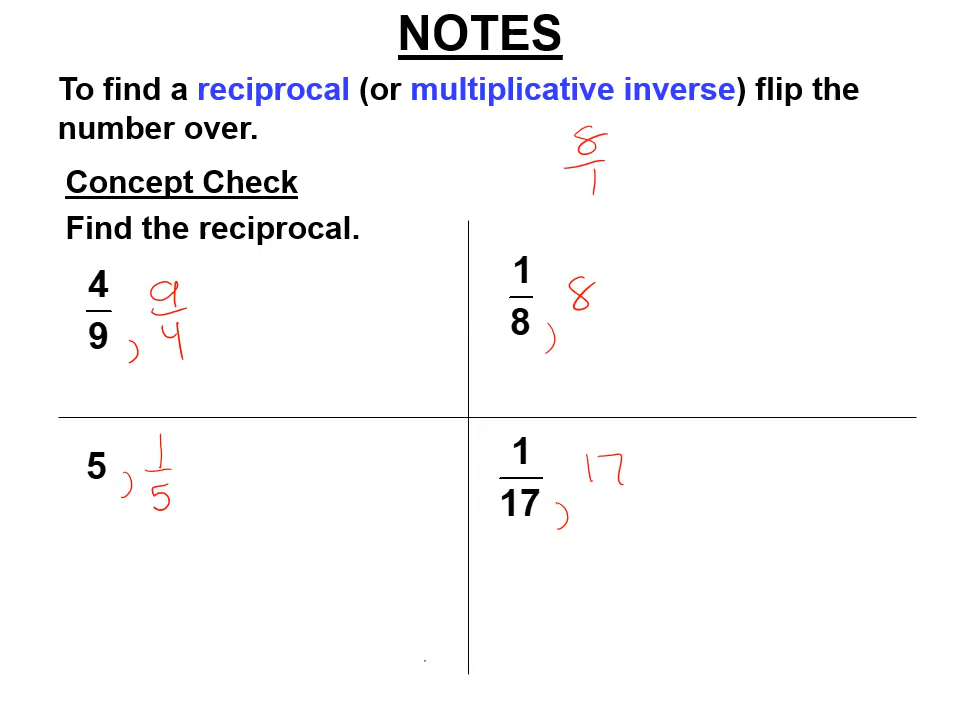 NOTES
To find a reciprocal (or multiplicative inverse) flip the
number over.
8/1
Concept Check
Find the reciprocal.
4/9 , 9/4
1/8 , 8
5 , 1/5
1/17 , 17